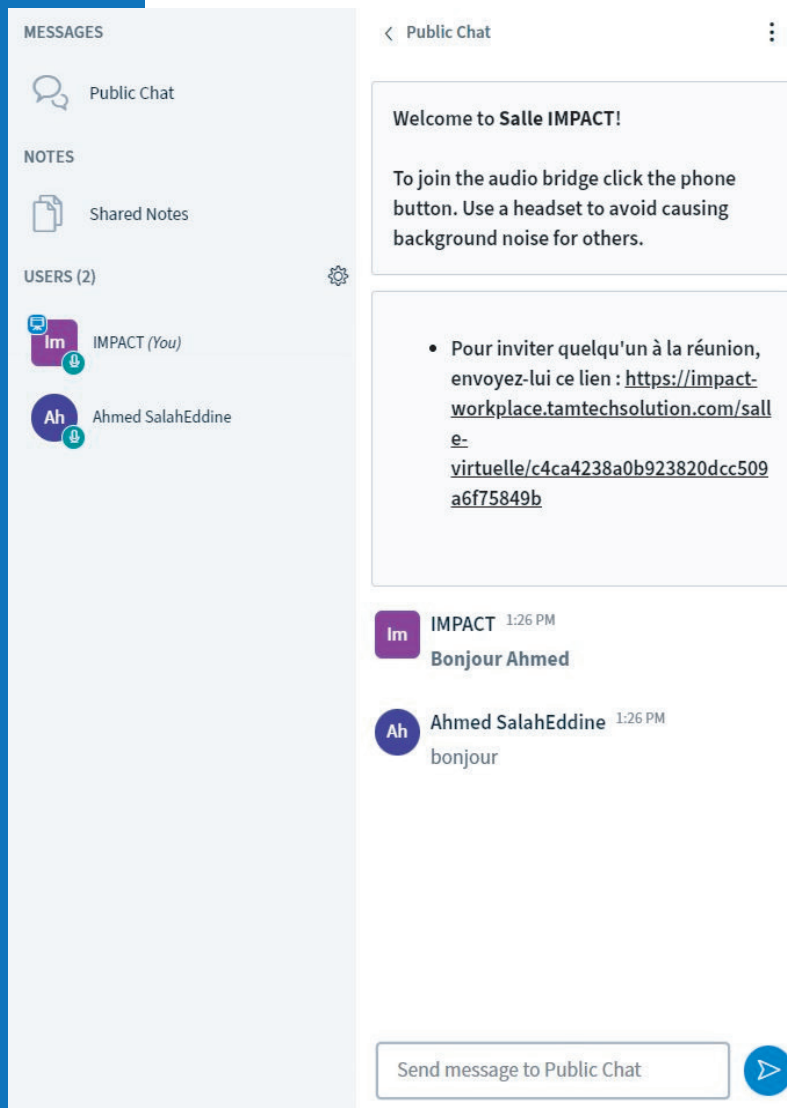 MESSAGES
Public Chat
NOTES
Shared Notes
USERS (2)
Im
IMPACT (You)
Ah
Ahmed SalahEddine
Public Chat
Welcome to Salle IMPACT!
To join the audio bridge click the phone
button. Use a headset to avoid causing
background noise for others.
• Pour inviter quelqu'un à la réunion,
envoyez-lui ce lien : https://impact-
workplace.tamtechsolution.com/sall
e-
virtuelle/c4ca4238a0b923820dcc509
a6f75849b
Im
IMPACT 1:26 PM
Bonjour Ahmed
Ah
Ahmed SalahEddine 1:26 PM
bonjour
Send message to Public Chat